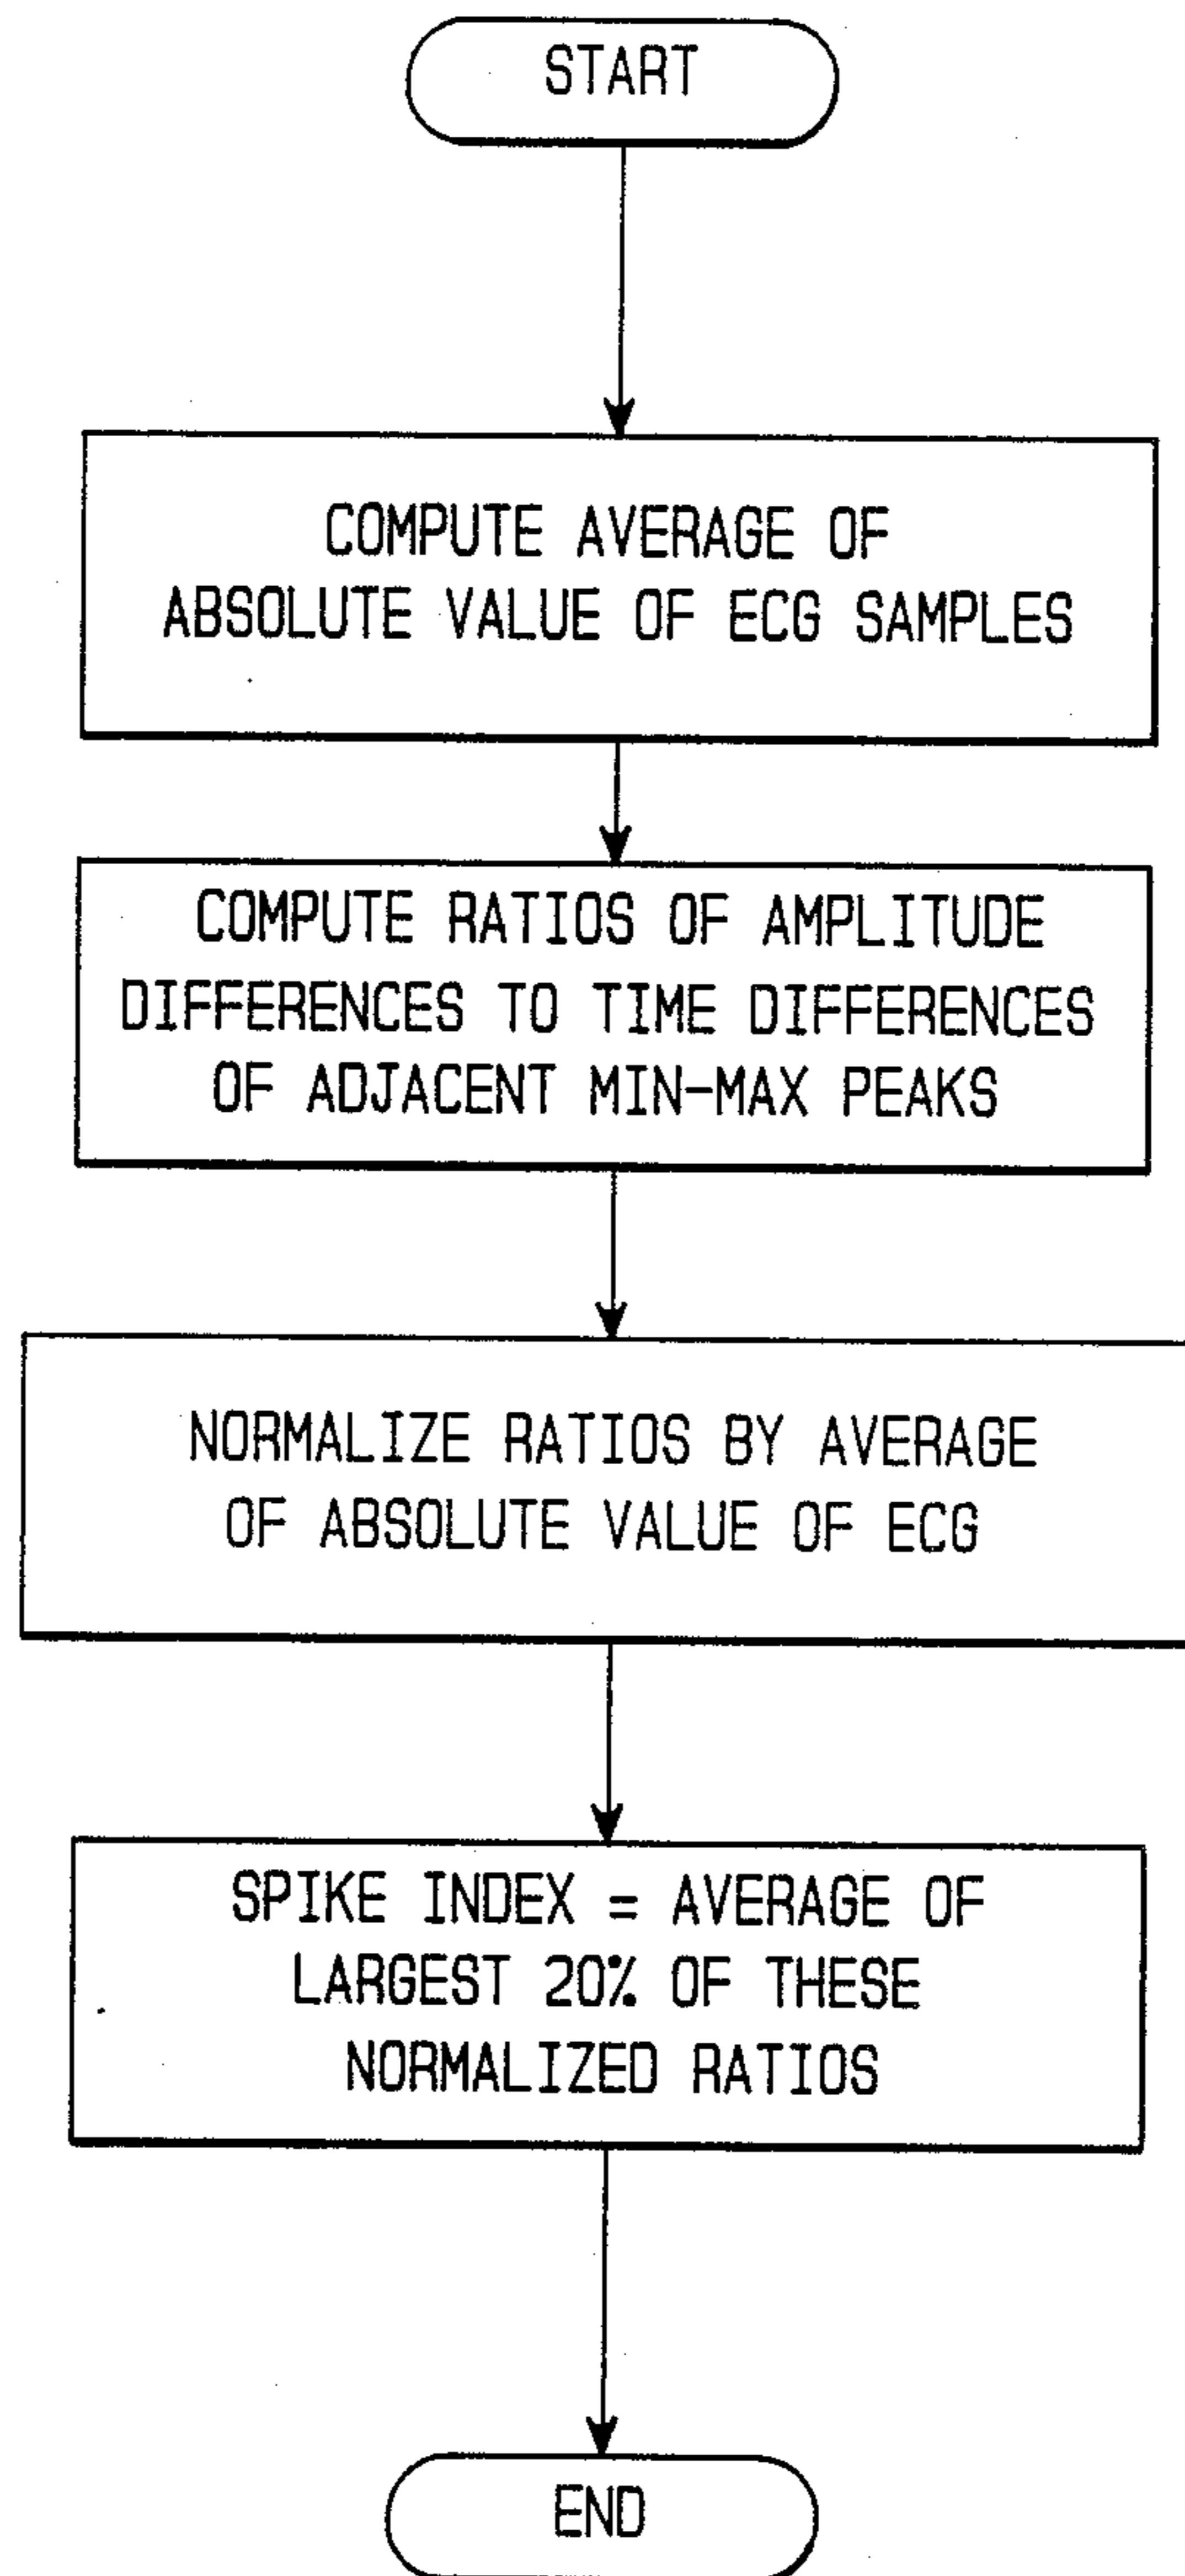 START
COMPUTE AVERAGE OF
ABSOLUTE VALUE OF ECG SAMPLES
COMPUTE RATIOS OF AMPLITUDE
DIFFERENCES TO TIME DIFFERENCES
OF ADJACENT MIN-MAX PEAKS
NORMALIZE RATIOS BY AVERAGE
OF ABSOLUTE VALUE OF ECG
SPIKE INDEX = AVERAGE OF
LARGEST 20% OF THESE
NORMALIZED RATIOS
END